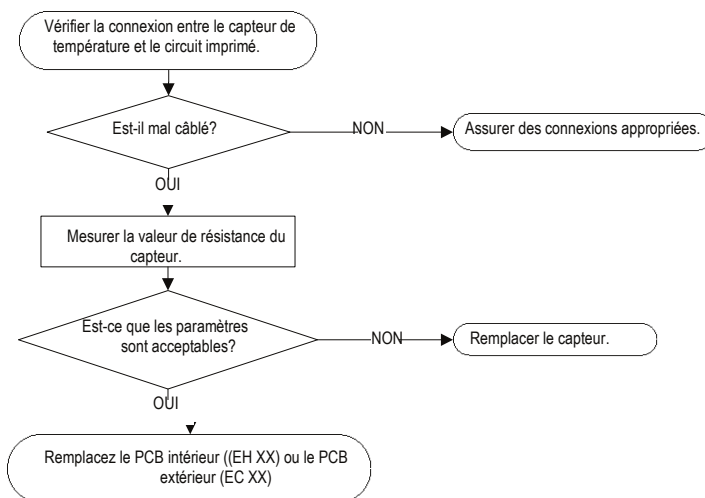 Vérifier la connexion entre le capteur de
température et le circuit imprimé.
Est-il mal câblé?
NON
Assurer des connexions appropriées.
OUI
Mesurer la valeur de résistance du
capteur.
Est-ce que les paramètres
sont acceptables?
NON
Remplacer le capteur.
OUI
Remplacez le PCB intérieur ((EH XX) ou le PCB
extérieur (EC XX)